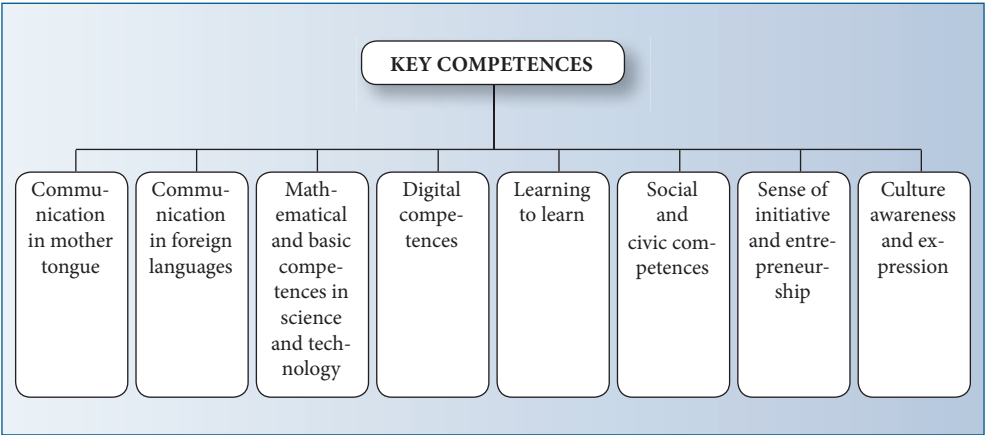 KEY COMPETENCES
Commu-
nication
in mother
tongue
Commu-
nication
in foreign
languages
Math-
ematical
and basic
compe-
tences in
science
and tech-
nology
Digital
compe-
tences
Learning
to learn
Social
and
civic com-
petences
Sense of
initiative
and entre-
preneur-
ship
Culture
awareness
and ex-
pression